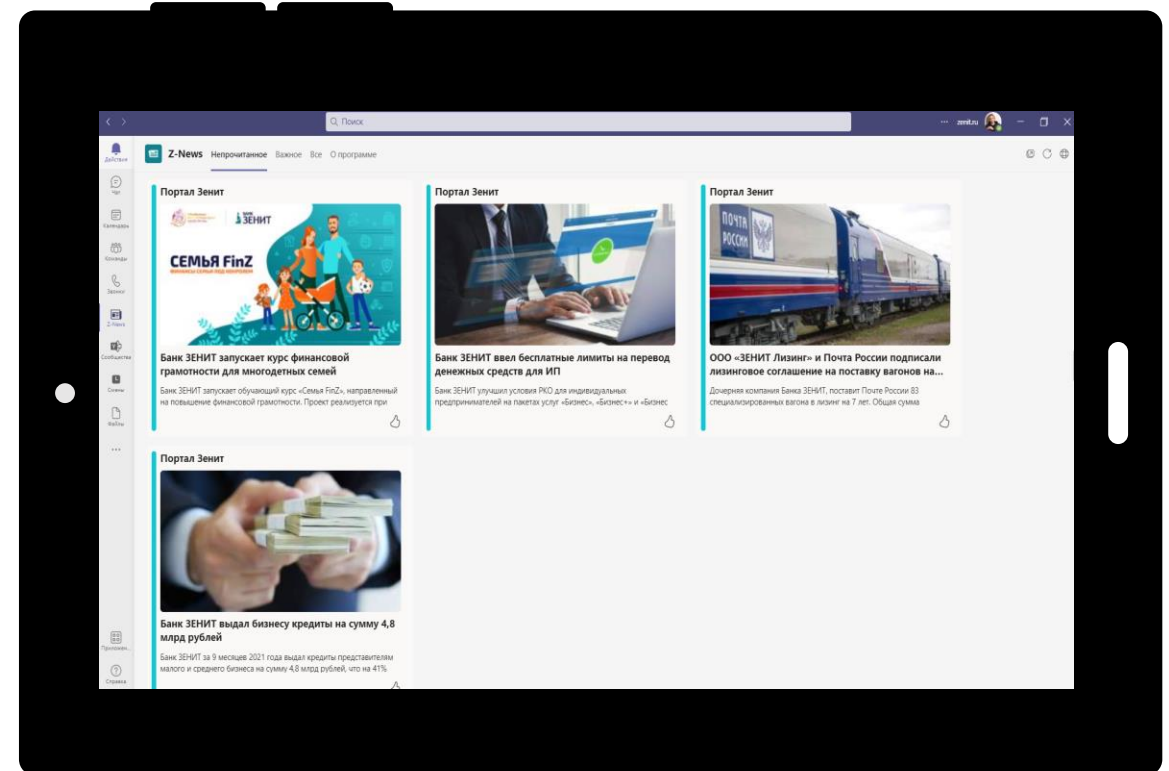 Поиск
zenit.ru
Действия
Чат
Календарь
Команды
Звонки
Z-News
Сообщества
Смены
Файлы
Приложен...
Справка
Z-News Непрочитанное Важное Все О программе
Портал Зенит
БАНК
ЗЕНИТ
СЕМЬЯ FinZ
ФИНАНСЫ СЕМЬИ ПОД КОНТРОЛЕМ
Банк ЗЕНИТ запускает курс финансовой
грамотности для многодетных семей
Банк ЗЕНИТ запускает обучающий курс «Семья FinZ», направленный
на повышение финансовой грамотности. Проект реализуется при
Портал Зенит
Банк ЗЕНИТ ввел бесплатные лимиты на перевод
денежных средств для ИП
Банк ЗЕНИТ улучшил условия РКО для индивидуальных
предпринимателей на пакетах услуг «Бизнес», «Бизнес+» и «Бизнес
Портал Зенит
ПОЧТА
РОССИИ
ООО «ЗЕНИТ Лизинг» и Почта России подписали
лизинговое соглашение на поставку вагонов на...
Дочерняя компания Банка ЗЕНИТ, поставит Почте России 83
специализированных вагона в лизинг на 7 лет. Общая сумма
Портал Зенит
Банк ЗЕНИТ выдал бизнесу кредиты на сумму 4,8
млрд рублей
Банк ЗЕНИТ за 9 месяцев 2021 года выдал кредиты представителям
малого и среднего бизнеса на сумму 4,8 млрд рублей, что на 41%